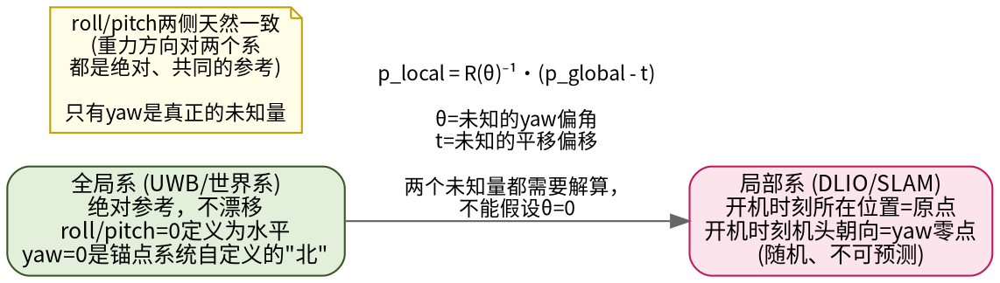 roll/pitch两侧天然一致
(重力方向对两个系
都是绝对、共同的参考)
只有yaw是真正的未知量
p_local = R(θ)⁻¹・(p_global - t)
θ=未知的yaw偏角
t=未知的平移偏移
两个未知量都需要解算，
不能假设θ=0
全局系 (UWB/世界系)
绝对参考，不漂移
roll/pitch=0定义为水平
yaw=0是锚点系统自定义的"北"
局部系 (DLIO/SLAM)
开机时刻所在位置=原点
开机时刻机头朝向=yaw零点
(随机、不可预测)